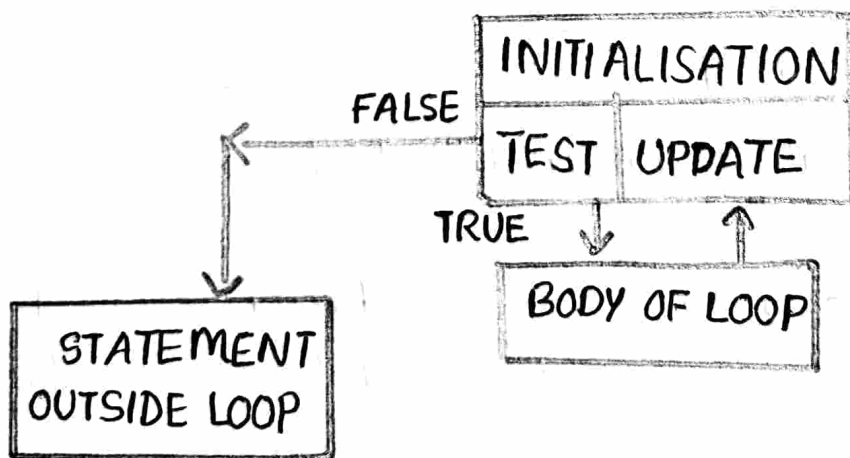 INITIALISATION
FALSE
TEST UPDATE
TRUE
BODY OF LOOP
STATEMENT
OUTSIDE LOOP